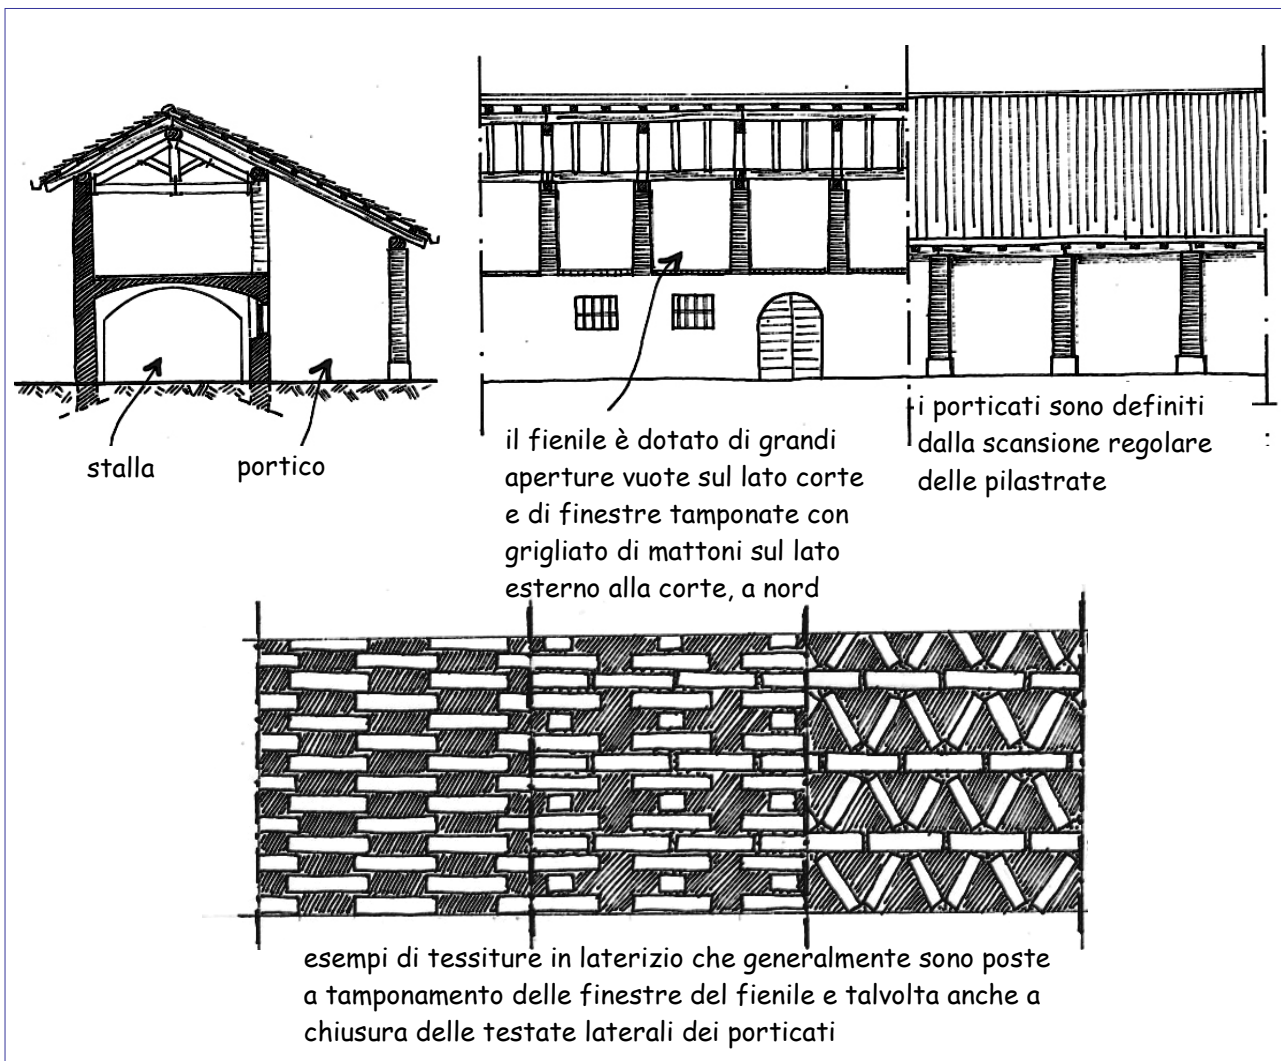 stalla
portico
il fienile è dotato di grandi
aperture vuote sul lato corte
e di finestre tamponate con
grigliato di mattoni sul lato
esterno alla corte, a nord
i porticati sono definiti
dalla scansione regolare
delle pilastrate
esempi di tessiture in laterizio che generalmente sono poste
a tamponamento delle finestre del fienile e talvolta anche a
chiusura delle testate laterali dei porticati